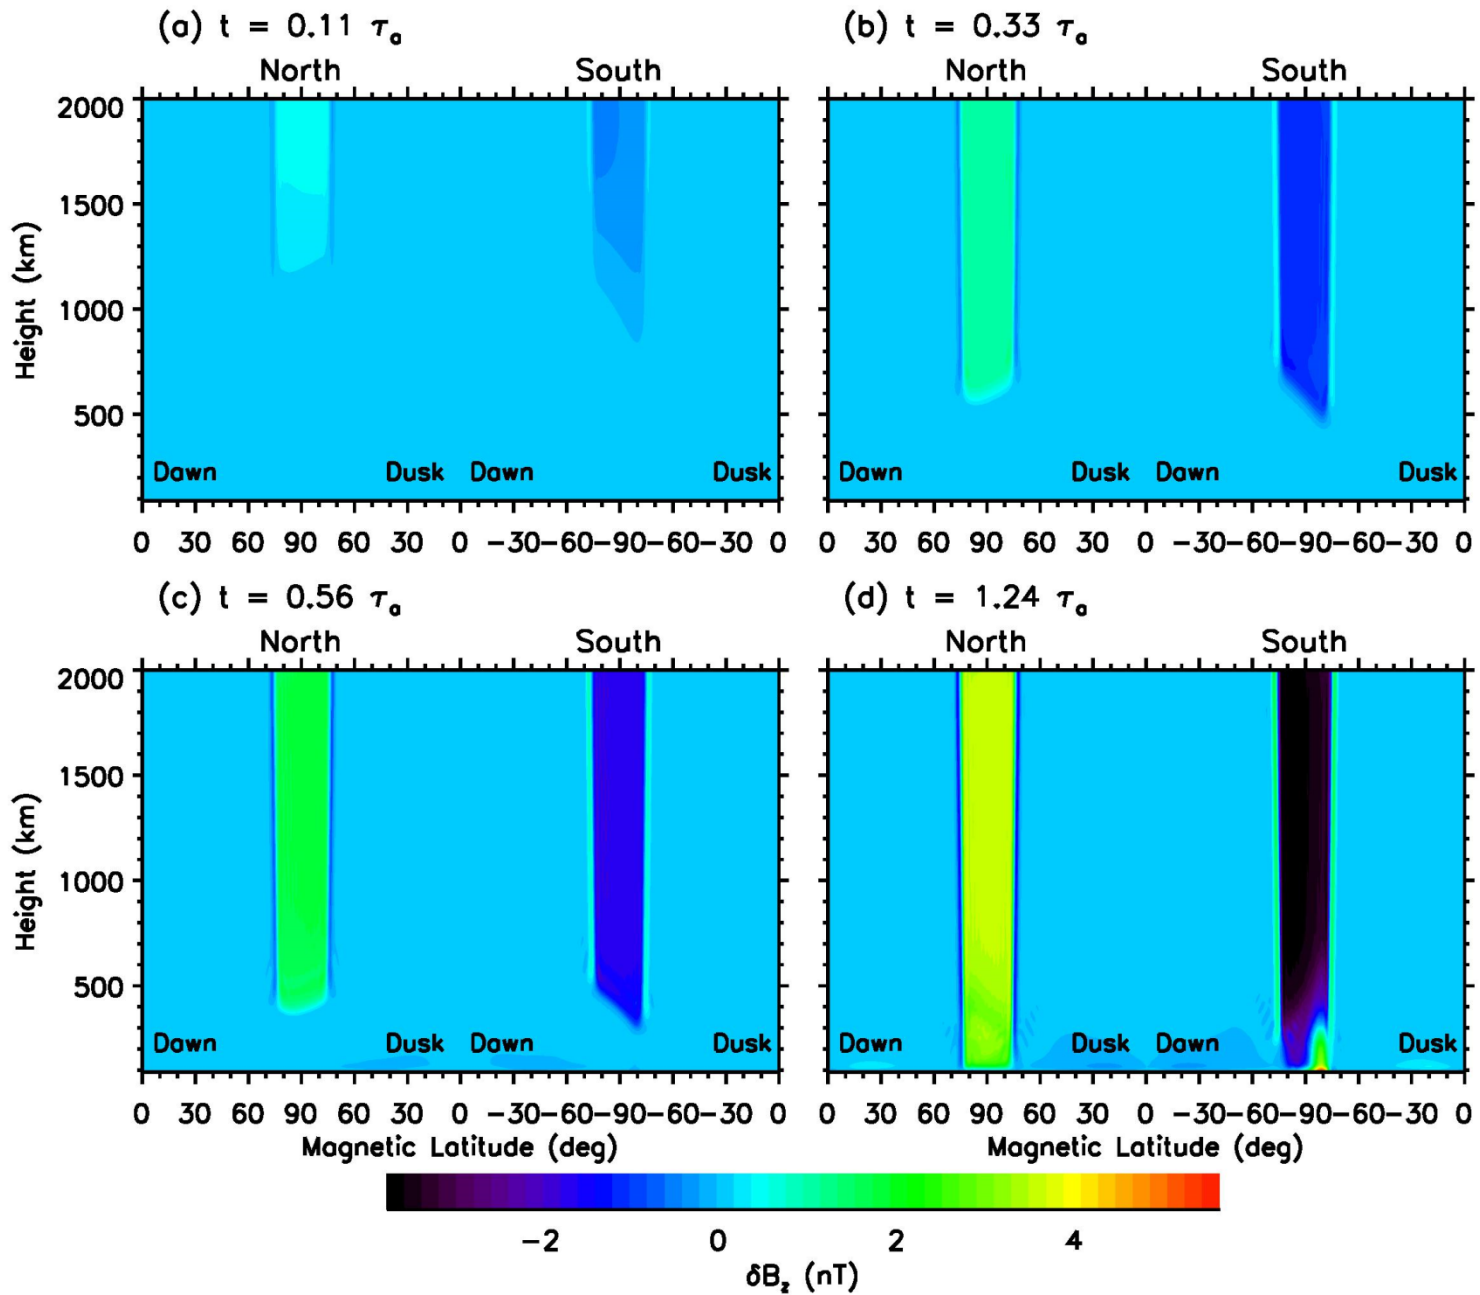 (a) t = 0.11 τₐ
North South
2000
1500
1000
500
Height (km)
Dawn Dusk Dawn Dusk
0 30 60 90 60 30 0 -30-60-90-60-30 0
(b) t = 0.33 τₐ
North South
Dawn Dusk Dawn Dusk
0 30 60 90 60 30 0 -30-60-90-60-30 0
(c) t = 0.56 τₐ
North South
2000
1500
1000
500
Height (km)
Dawn Dusk Dawn Dusk
0 30 60 90 60 30 0 -30-60-90-60-30 0
Magnetic Latitude (deg)
(d) t = 1.24 τₐ
North South
Dawn Dusk Dawn Dusk
0 30 60 90 60 30 0 -30-60-90-60-30 0
Magnetic Latitude (deg)
-2 0 2 4
δB_z (nT)